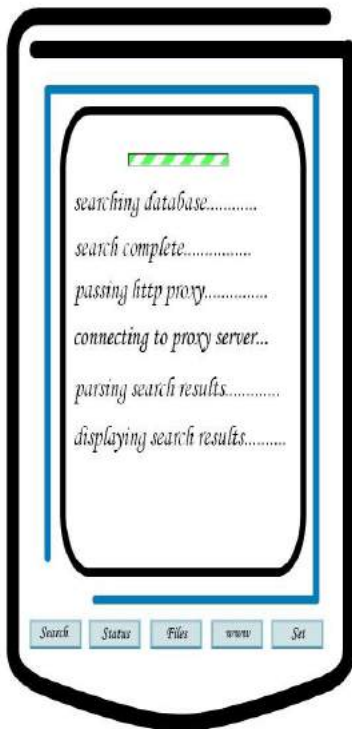 searching database............
search complete................
passing http proxy...............
connecting to proxy server...
parsing search results.............
displaying search results..........
Search Status Files www Set